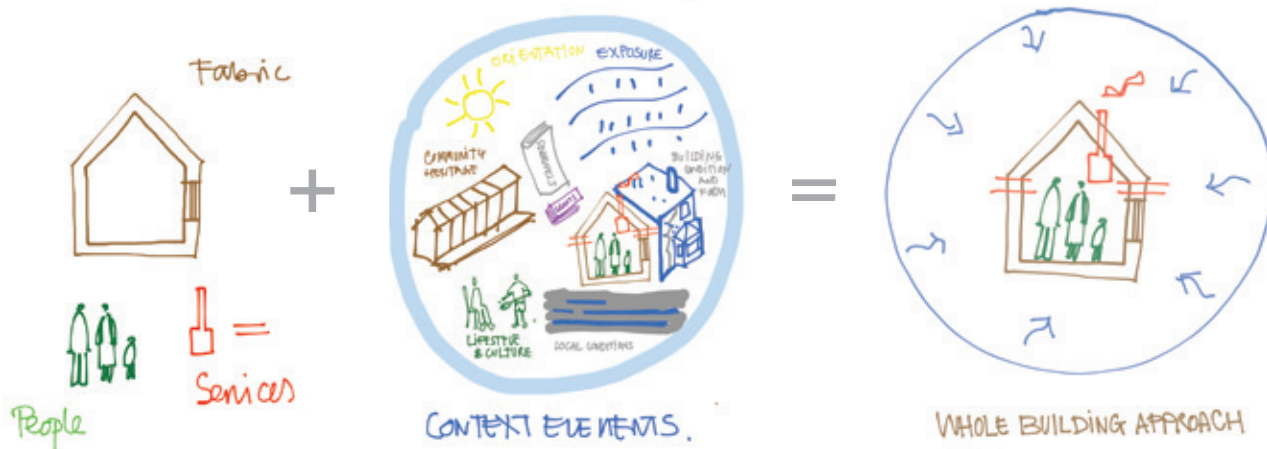 Fabric
People
Services
+
ORIENTATION
EXPOSURE
COMMUNITY
HERITAGE
BUILDING
CONDITION
AND
FORM
LIFESTYLE
& CULTURE
LOCAL CONDITIONS
CONTEXT ELEMENTS.
=
WHOLE BUILDING APPROACH